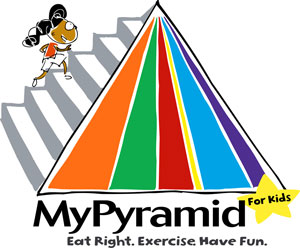 MyPyramid
For Kids
Eat Right. Exercise Have Fun.